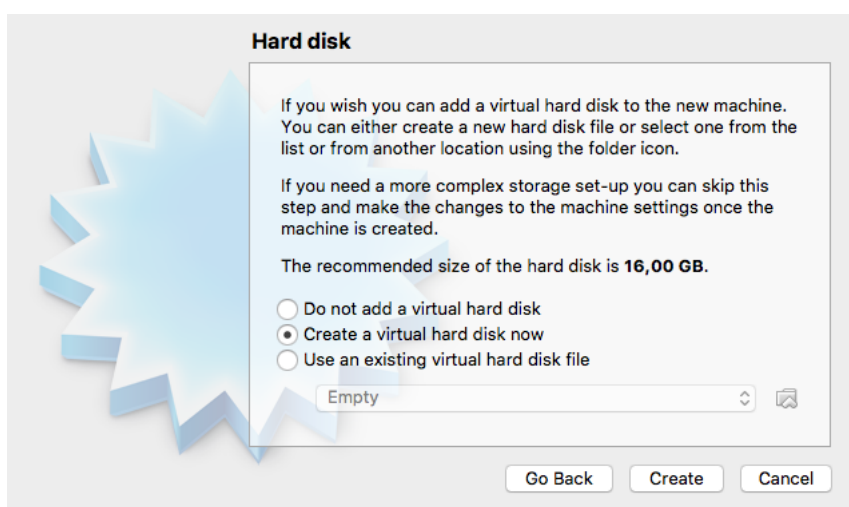 Hard disk
If you wish you can add a virtual hard disk to the new machine.
You can either create a new hard disk file or select one from the
list or from another location using the folder icon.
If you need a more complex storage set-up you can skip this
step and make the changes to the machine settings once the
machine is created.
The recommended size of the hard disk is 16,00 GB.
Do not add a virtual hard disk
Create a virtual hard disk now
Use an existing virtual hard disk file
Empty
Go Back Create Cancel